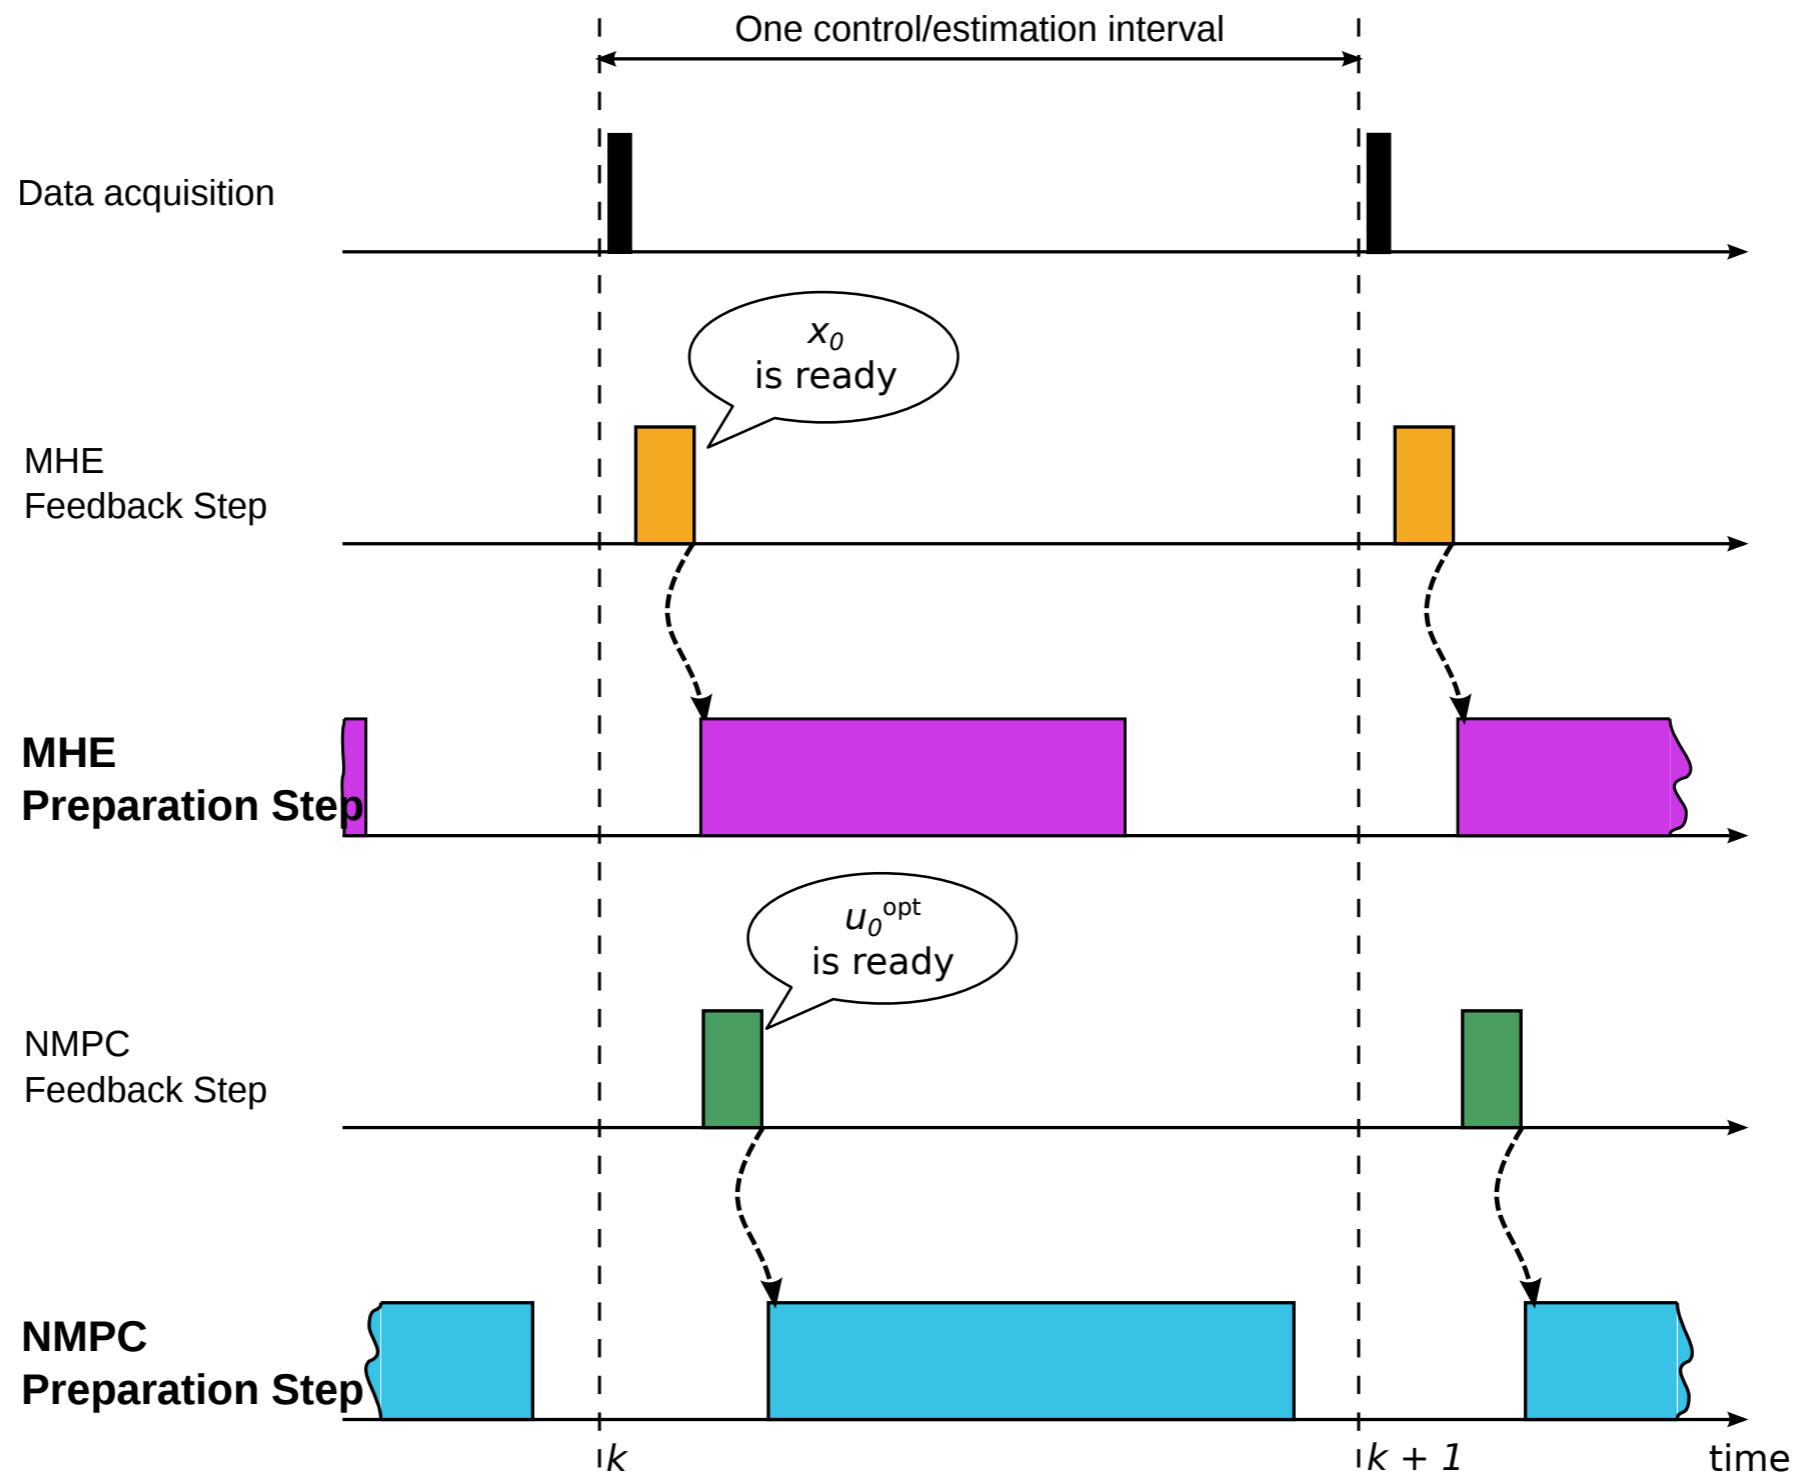 One control/estimation interval
Data acquisition
x₀
is ready
MHE
Feedback Step
MHE
Preparation Step
u₀ᵒᵖᵗ
is ready
NMPC
Feedback Step
NMPC
Preparation Step
k
k + 1
time